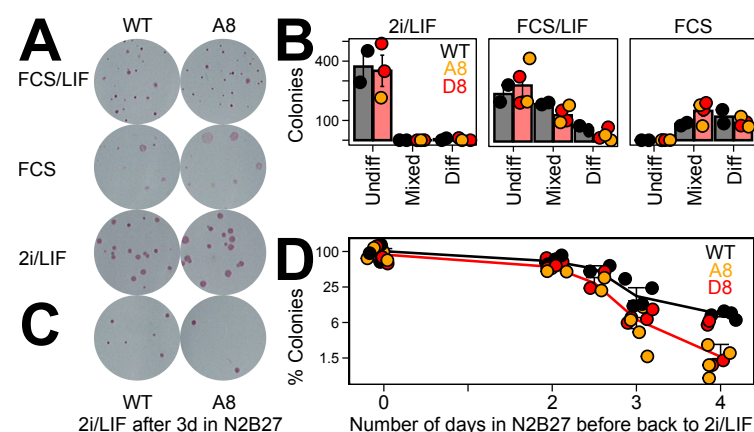 A
WT
A8
FCS/LIF
FCS
2i/LIF
C
WT
A8
2i/LIF after 3d in N2B27
B
2i/LIF
FCS/LIF
FCS
Colonies
400
100
WT
A8
D8
Undiff
Mixed
Diff
Undiff
Mixed
Diff
Undiff
Mixed
Diff
D
% Colonies
100
25
6
1.5
WT
A8
D8
0
2
3
4
Number of days in N2B27 before back to 2i/LIF